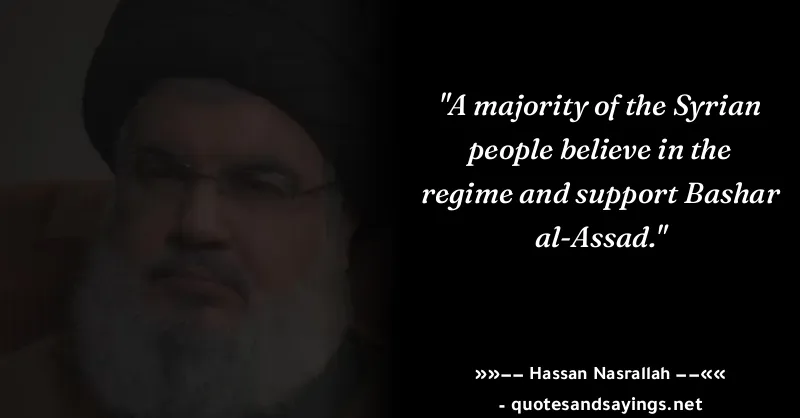 "A majority of the Syrian
people believe in the
regime and support Bashar
al-Assad."
»»–– Hassan Nasrallah ––««
- quotesandsayings.net